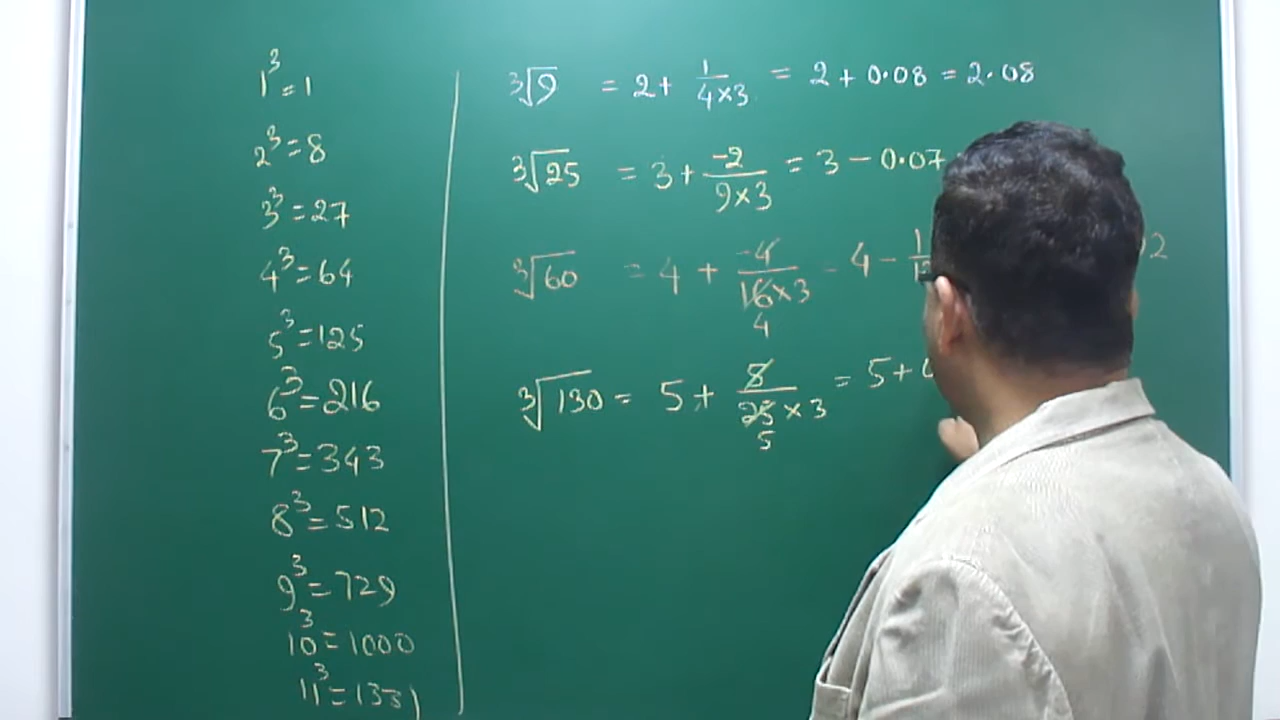 1³ = 1
2³ = 8
3³ = 27
4³ = 64
5³ = 125
6³ = 216
7³ = 343
8³ = 512
9³ = 729
10³ = 1000
11³ = 1331
∛9 = 2 + 1/(4×3) = 2 + 0.08 = 2.08
∛25 = 3 + -2/(9×3) = 3 - 0.07
∛60 = 4 + -4/(16×3) = 4 - 1/
4
∛130 = 5 + 8/(25×3) = 5 +
5